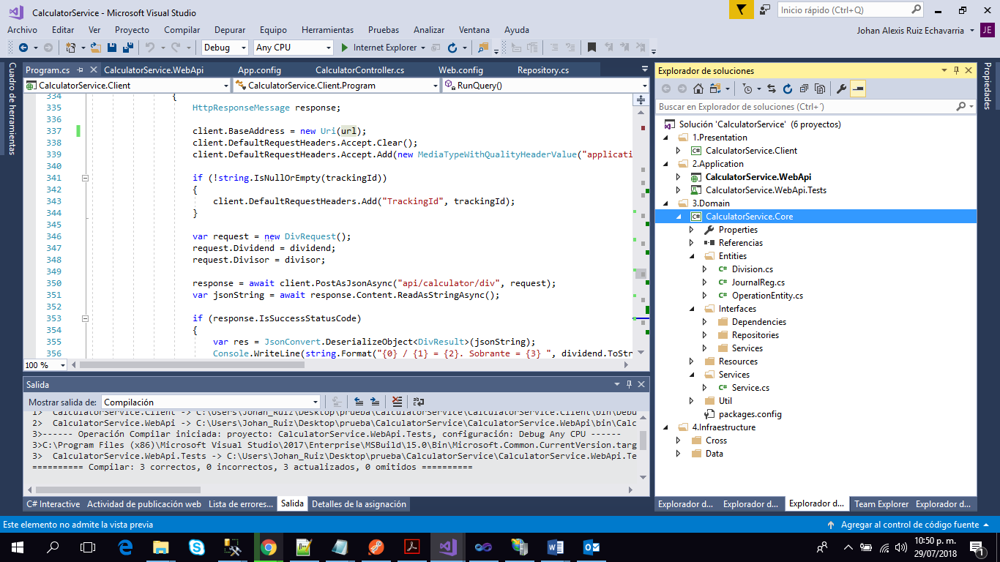 CalculatorService - Microsoft Visual Studio
Inicio rápido (Ctrl+Q)
Archivo Editar Ver Proyecto Compilar Depurar Equipo Herramientas Pruebas Analizar Ventana Ayuda
Johan Alexis Ruiz Echavarria JE
Debug Any CPU Internet Explorer
Cuadro de herramientas
Program.cs CalculatorService.WebApi App.config CalculatorController.cs Web.config Repository.cs
CalculatorService.Client CalculatorService.Client.Program RunQuery()
334 {
335 HttpResponseMessage response;
336
337 client.BaseAddress = new Uri(url);
338 client.DefaultRequestHeaders.Accept.Clear();
339 client.DefaultRequestHeaders.Accept.Add(new MediaTypeWithQualityHeaderValue("applicati
340
341 if (!string.IsNullOrEmpty(trackingId))
342 {
343 client.DefaultRequestHeaders.Add("TrackingId", trackingId);
344 }
345
346 var request = new DivRequest();
347 request.Dividend = dividend;
348 request.Divisor = divisor;
349
350 response = await client.PostAsJsonAsync("api/calculator/div", request);
351 var jsonString = await response.Content.ReadAsStringAsync();
352
353 if (response.IsSuccessStatusCode)
354 {
355 var res = JsonConvert.DeserializeObject<DivResult>(jsonString);
356 Console.WriteLine(string.Format("{0} / {1} = {2}. Sobrante = {3} ", dividend.ToStr
100 %
Salida
Mostrar salida de: Compilación
1> CalculatorService.Client -> C:\Users\Johan_Ruiz\Desktop\prueba\CalculatorService\CalculatorService.Client\bin\Debu
2> CalculatorService.WebApi -> C:\Users\Johan_Ruiz\Desktop\prueba\CalculatorService\CalculatorService.WebApi\bin\Calc
3>------ Operación Compilar iniciada: proyecto: CalculatorService.WebApi.Tests, configuración: Debug Any CPU ------
3>C:\Program Files (x86)\Microsoft Visual Studio\2017\Enterprise\MSBuild\15.0\Bin\Microsoft.Common.CurrentVersion.targ
3> CalculatorService.WebApi.Tests -> C:\Users\Johan_Ruiz\Desktop\prueba\CalculatorService\CalculatorService.WebApi.Te
========== Compilar: 3 correctos, 0 incorrectos, 3 actualizados, 0 omitidos ==========
C# Interactive Actividad de publicación web Lista de errores... Salida Detalles de la asignación
Explorador de soluciones
Buscar en Explorador de soluciones (Ctrl+´)
Solución 'CalculatorService' (6 proyectos)
1.Presentation
C# CalculatorService.Client
2.Application
CalculatorService.WebApi
CalculatorService.WebApi.Tests
3.Domain
C# CalculatorService.Core
Properties
Referencias
Entities
C# Division.cs
C# JournalReg.cs
C# OperationEntity.cs
Interfaces
Dependencies
Repositories
Services
Resources
Services
C# Service.cs
Util
packages.config
4.Infraestructure
Cross
Data
Explorador d... Explorador d... Explorador d... Team Explorer Explorador d...
Propiedades
Este elemento no admite la vista previa
Agregar al control de código fuente
10:50 p. m.
29/07/2018
1